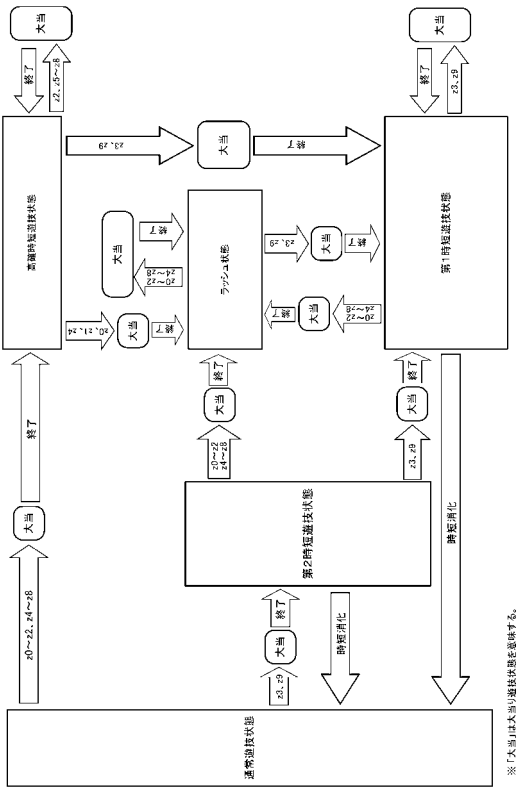 通常遊技状態
z0～z2、z4～z8
大当
終了
高確時短遊技状態
z2、z5～z8
大当
終了
z0、z1、z4
大当
終了
z0～z2
z4～z8
大当
終了
z3、z9
大当
終了
z3、z9
大当
終了
第2時短遊技状態
時短消化
z0～z2
z4～z8
大当
終了
ラッシュ状態
z3、z9
大当
終了
z0～z2
z4～z8
大当
終了
z3、z9
大当
終了
第1時短遊技状態
z3、z9
大当
終了
時短消化
※「大当」は大当り遊技状態を意味する。